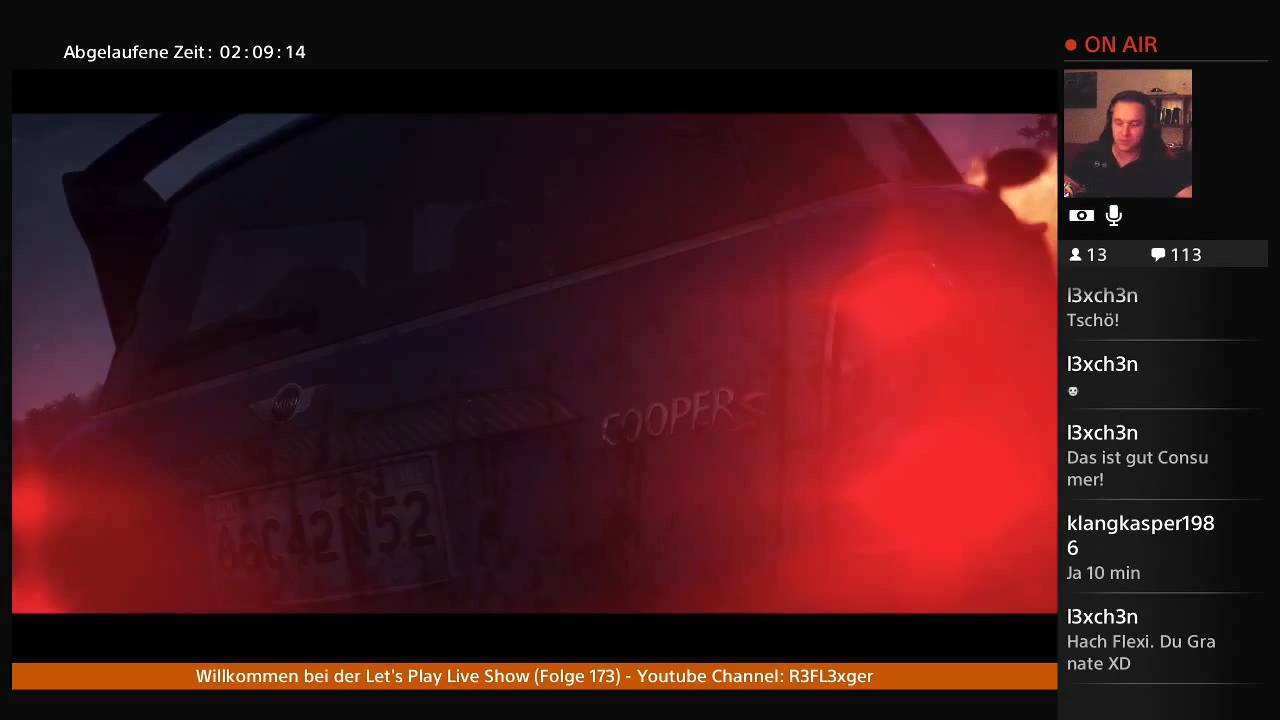 Abgelaufene Zeit: 02:09:14
ON AIR
13 113
l3xch3n
Tschö!
l3xch3n
l3xch3n
Das ist gut Consu
mer!
klangkasper198
6
Ja 10 min
l3xch3n
Hach Flexi. Du Gra
nate XD
MINI
COOPER S
66C42N52
Willkommen bei der Let's Play Live Show (Folge 173) - Youtube Channel: R3FL3xger